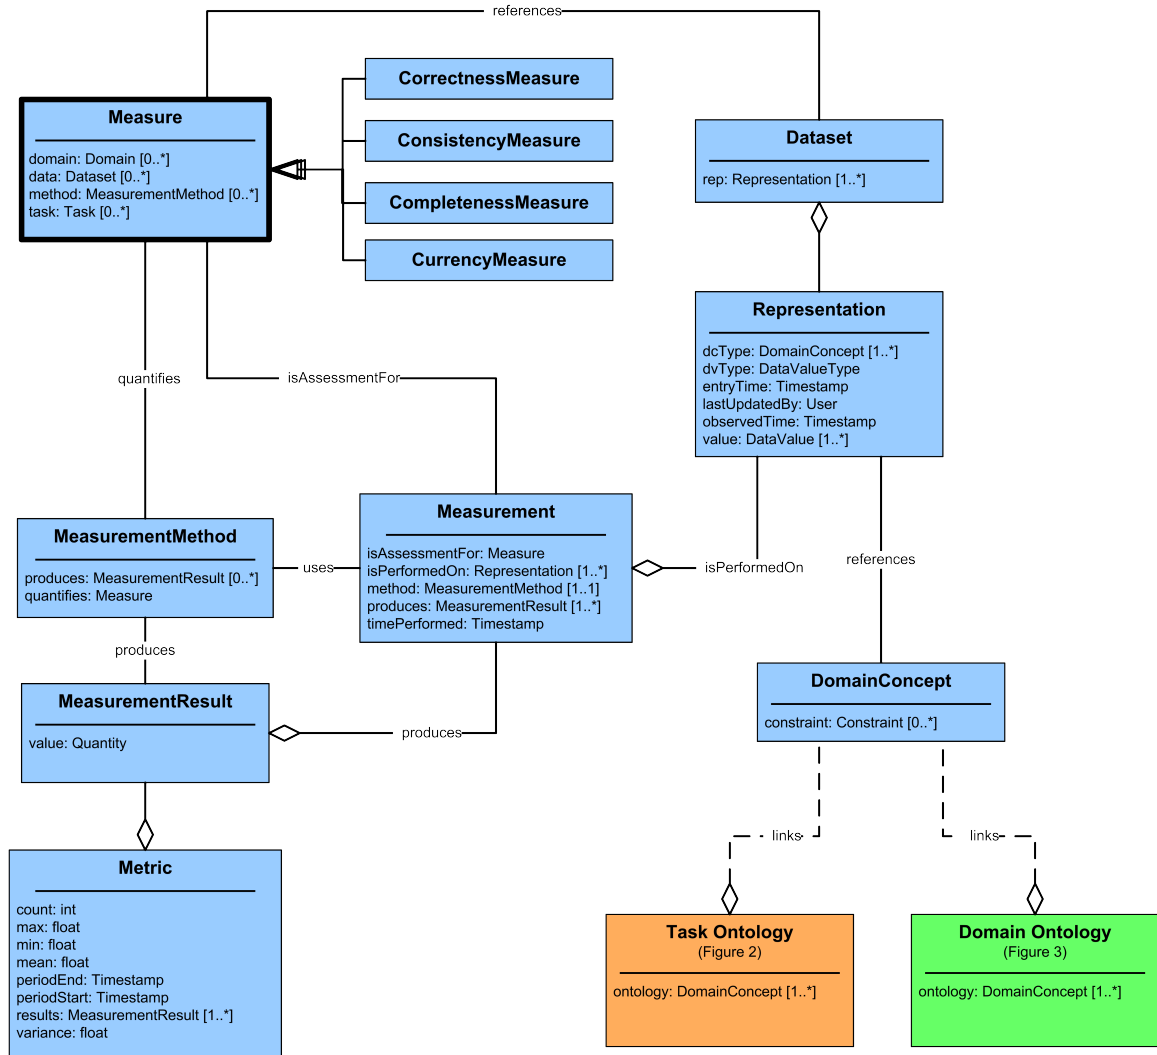 references
Measure
domain: Domain [0..*]
data: Dataset [0..*]
method: MeasurementMethod [0..*]
task: Task [0..*]
CorrectnessMeasure
ConsistencyMeasure
CompletenessMeasure
CurrencyMeasure
Dataset
rep: Representation [1..*]
Representation
dcType: DomainConcept [1..*]
dvType: DataValueType
entryTime: Timestamp
lastUpdatedBy: User
observedTime: Timestamp
value: DataValue [1..*]
quantifies
isAssessmentFor
MeasurementMethod
produces: MeasurementResult [0..*]
quantifies: Measure
uses
Measurement
isAssessmentFor: Measure
isPerformedOn: Representation [1..*]
method: MeasurementMethod [1..1]
produces: MeasurementResult [1..*]
timePerformed: Timestamp
isPerformedOn
references
produces
MeasurementResult
value: Quantity
produces
DomainConcept
constraint: Constraint [0..*]
links
links
Metric
count: int
max: float
min: float
mean: float
periodEnd: Timestamp
periodStart: Timestamp
results: MeasurementResult [1..*]
variance: float
Task Ontology
(Figure 2)
ontology: DomainConcept [1..*]
Domain Ontology
(Figure 3)
ontology: DomainConcept [1..*]